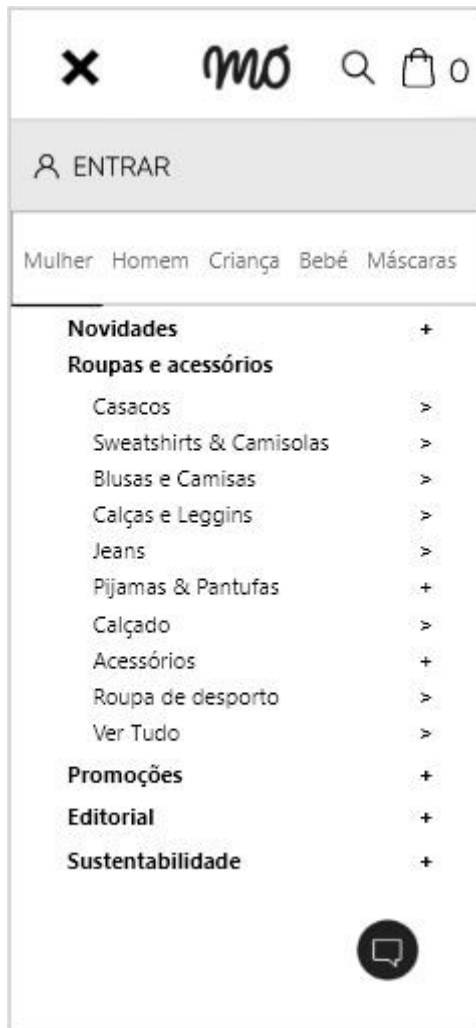 MO 0
ENTRAR
Mulher Homem Criança Bebé Máscaras
Novidades +
Roupas e acessórios
Casacos >
Sweatshirts & Camisolas >
Blusas e Camisas >
Calças e Leggins >
Jeans >
Pijamas & Pantufas +
Calçado >
Acessórios +
Roupa de desporto >
Ver Tudo >
Promoções +
Editorial +
Sustentabilidade +